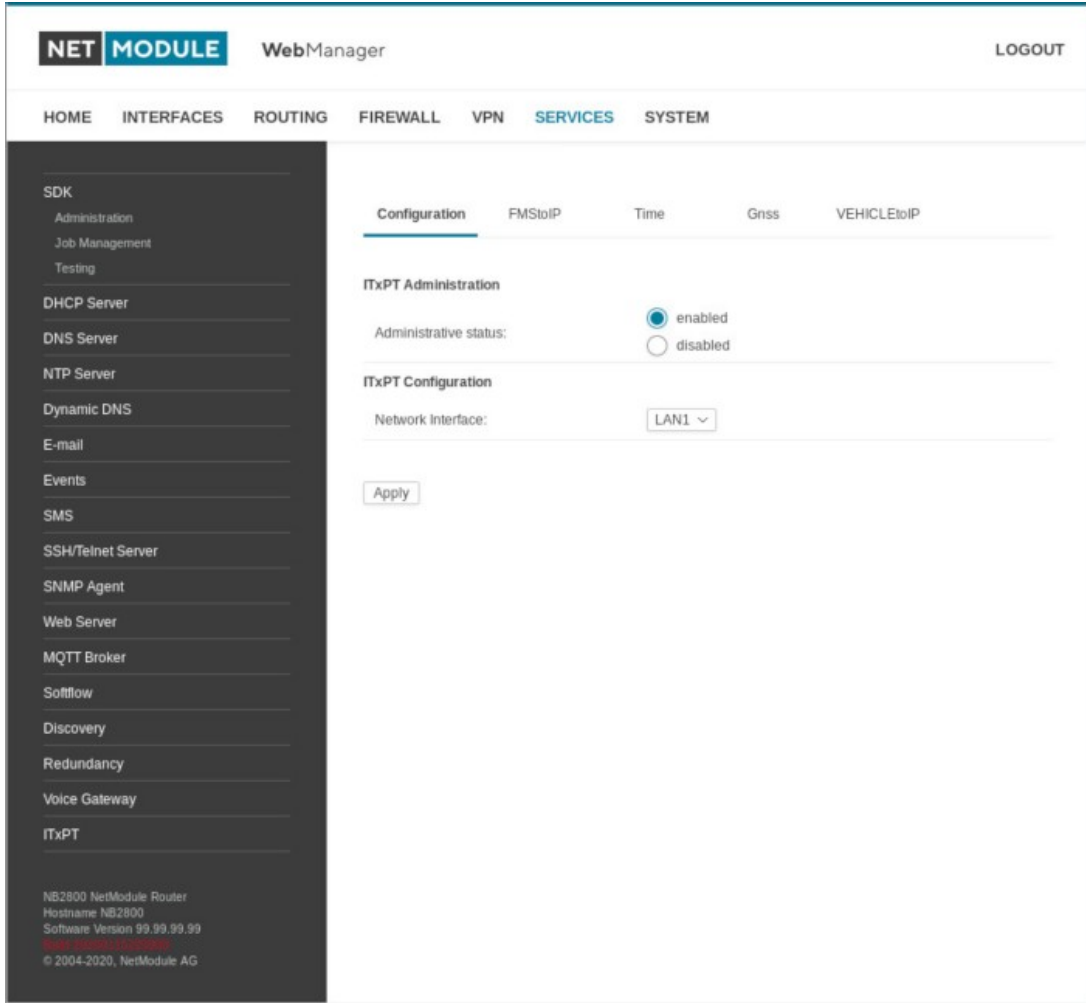 NET MODULE WebManager LOGOUT
HOME INTERFACES ROUTING FIREWALL VPN SERVICES SYSTEM
SDK
Administration
Job Management
Testing
DHCP Server
DNS Server
NTP Server
Dynamic DNS
E-mail
Events
SMS
SSH/Telnet Server
SNMP Agent
Web Server
MQTT Broker
Softflow
Discovery
Redundancy
Voice Gateway
ITxPT
NB2800 NetModule Router
Hostname NB2800
Software Version 99.99.99.99
© 2004-2020, NetModule AG
Configuration FMStoIP Time Gnss VEHICLEtoIP
ITxPT Administration
Administrative status:
enabled
disabled
ITxPT Configuration
Network Interface: LAN1
Apply